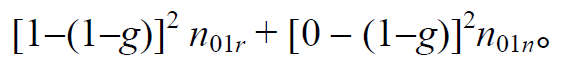 [1–(1–g)]² n₀₁ᵣ + [0 – (1–g)]²n₀₁ₙ。